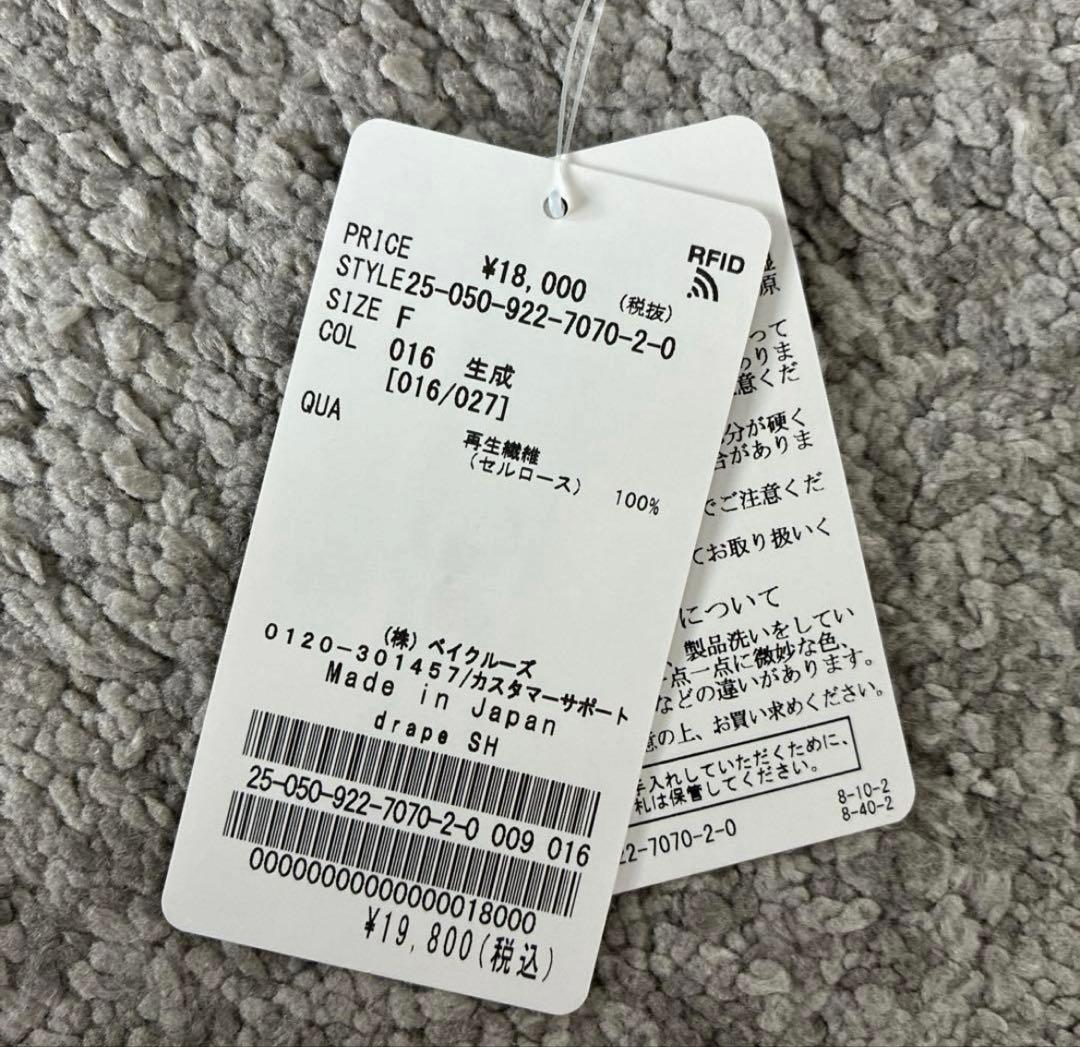 PRICE ¥18,000 (税抜)
RFID
STYLE25-050-922-7070-2-0
SIZE F
COL 016 生成
[016/027]
QUA
再生繊維
(セルロース) 100%
(株) ベイクルーズ
0120-301457/カスタマーサポート
Made in Japan
drape SH
25-050-922-7070-2-0 009 016
0000000000000018000
¥19,800(税込)
原
って
りま
意くだ
分が硬く
合がありま
でご注意くだ
てお取り扱いく
について
、製品洗いをしてい
一点一点に微妙な色、
などの違いがあります。
意の上、お買い求めください。
手入れしていただくために、
札は保管してください。
8-10-2
8-40-2
22-7070-2-0